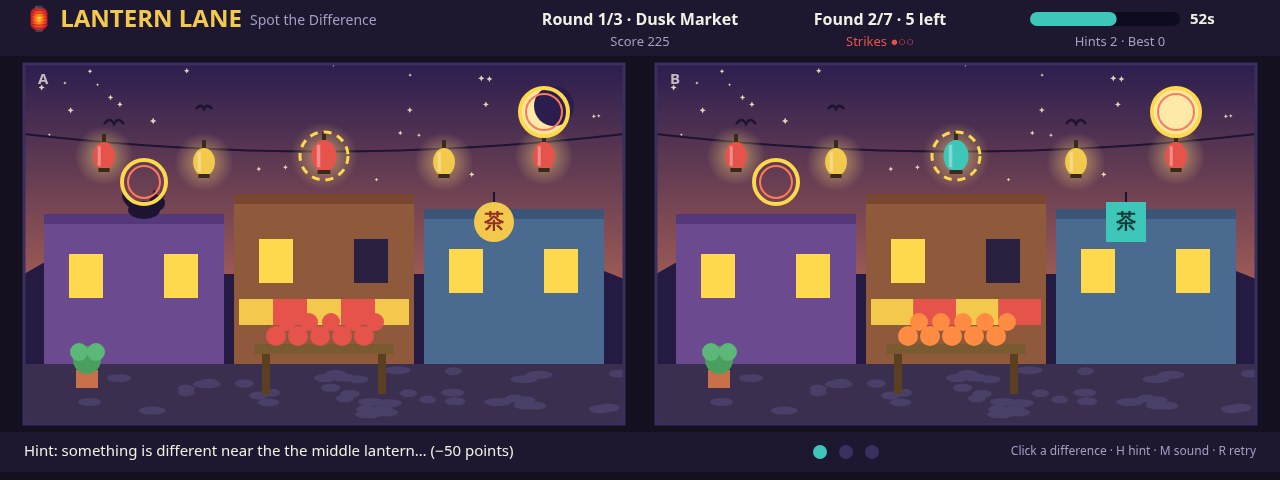 LANTERN LANE Spot the Difference
Round 1/3 · Dusk Market
Score 225
Found 2/7 · 5 left
Strikes ●○○
52s
Hints 2 · Best 0
A
茶
B
茶
Hint: something is different near the the middle lantern... (−50 points)
Click a difference · H hint · M sound · R retry